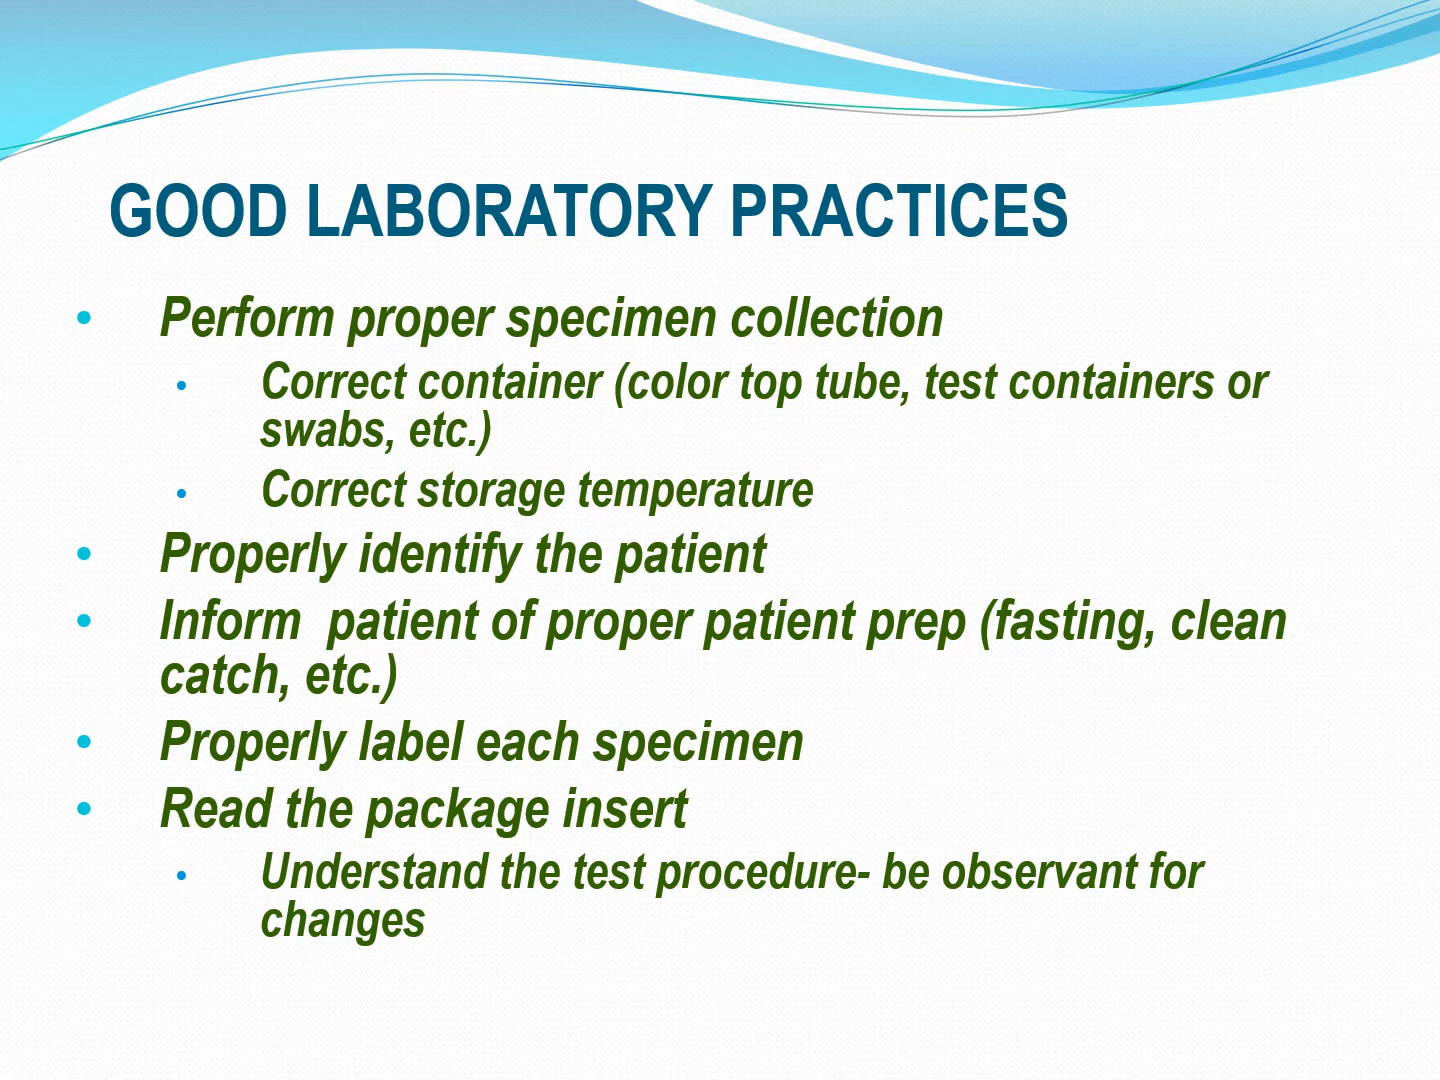 GOOD LABORATORY PRACTICES
• Perform proper specimen collection
• Correct container (color top tube, test containers or
swabs, etc.)
• Correct storage temperature
• Properly identify the patient
• Inform  patient of proper patient prep (fasting, clean
catch, etc.)
• Properly label each specimen
• Read the package insert
• Understand the test procedure- be observant for
changes